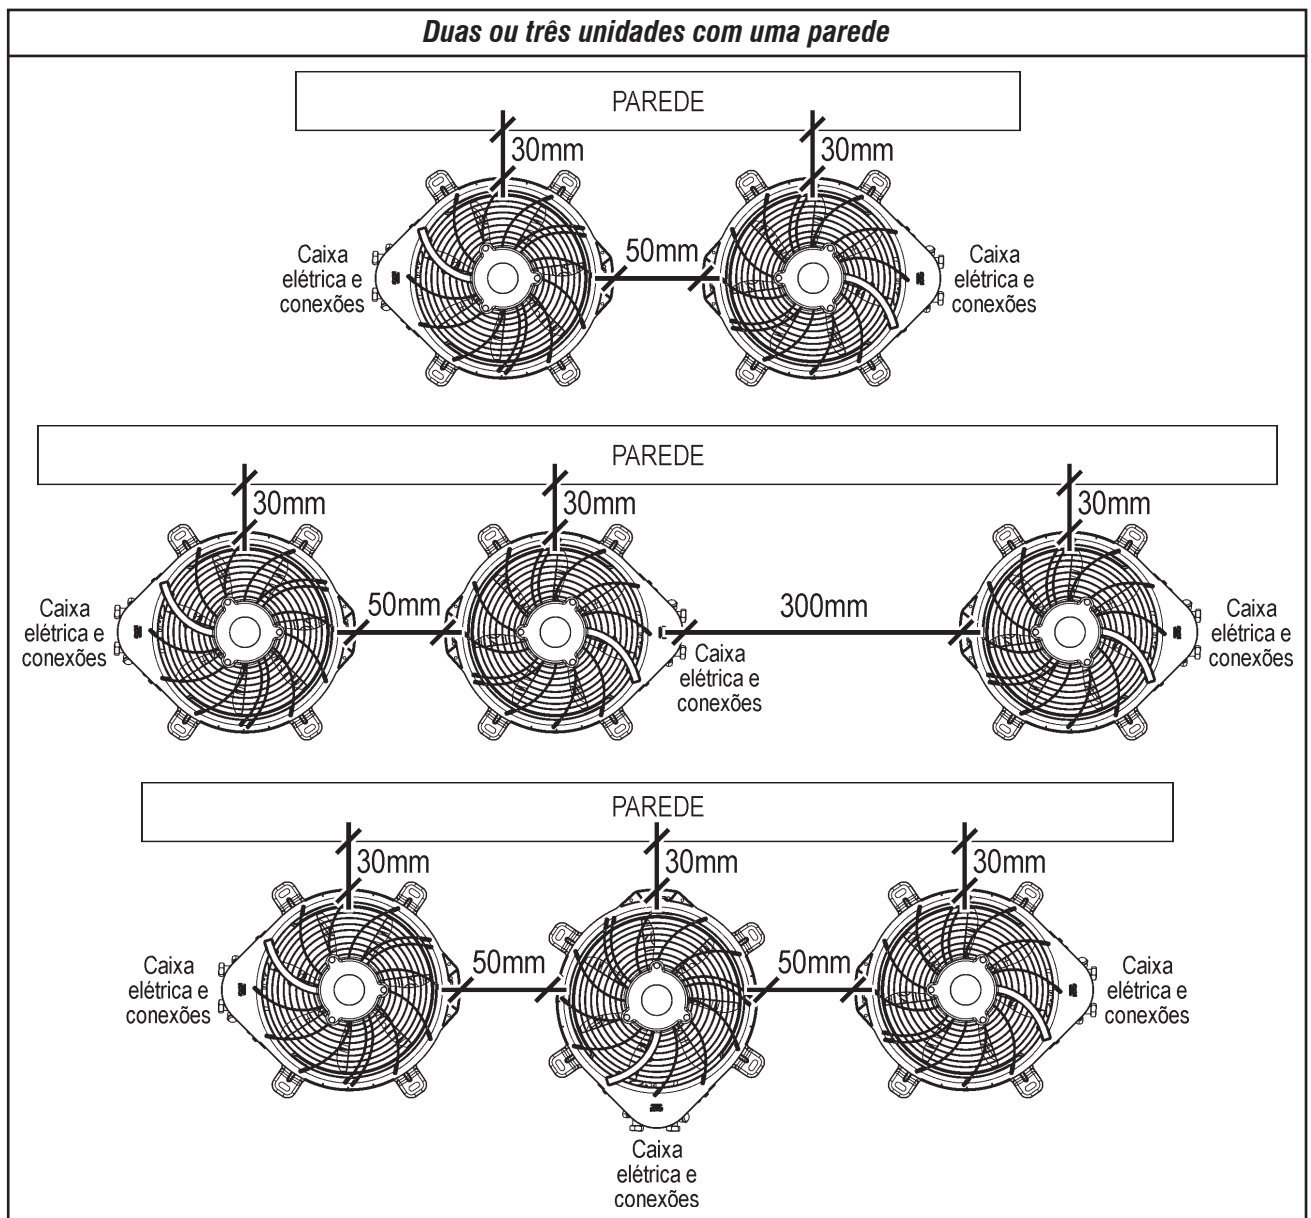 Duas ou três unidades com uma parede
PAREDE
30mm
30mm
50mm
Caixa
elétrica e
conexões
Caixa
elétrica e
conexões
PAREDE
30mm
30mm
30mm
50mm
300mm
Caixa
elétrica e
conexões
Caixa
elétrica e
conexões
Caixa
elétrica e
conexões
PAREDE
30mm
30mm
30mm
50mm
50mm
Caixa
elétrica e
conexões
Caixa
elétrica e
conexões
Caixa
elétrica e
conexões